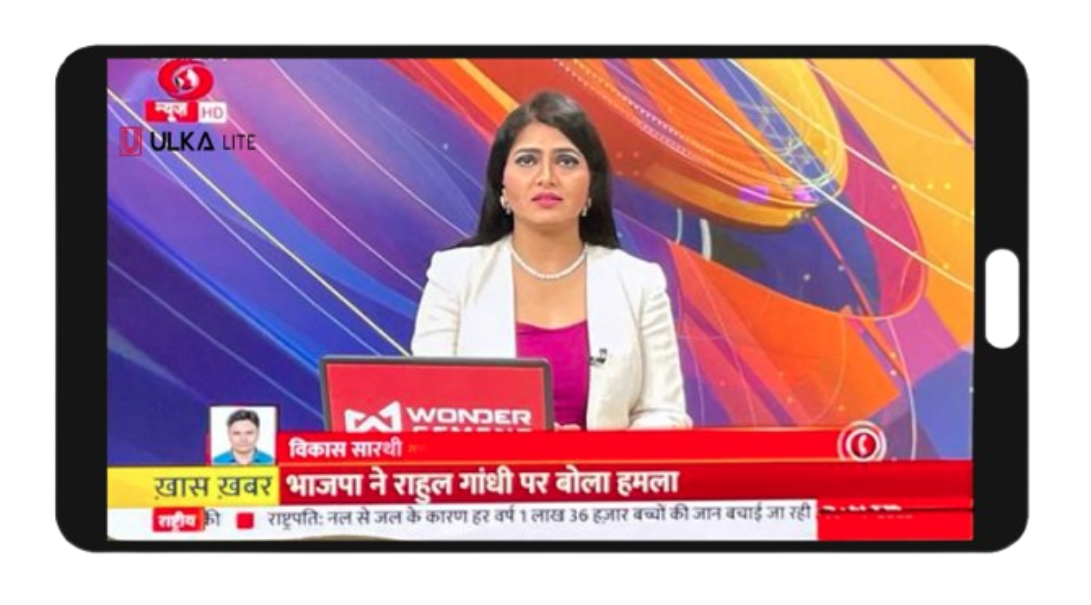 न्यूज़ HD
ULKA LITE
WONDER
CEMENT
विकास सारथी
ख़ास ख़बर भाजपा ने राहुल गांधी पर बोला हमला
राष्ट्रीय की राष्ट्रपति: नल से जल के कारण हर वर्ष 1 लाख 36 हज़ार बच्चों की जान बचाई जा रही